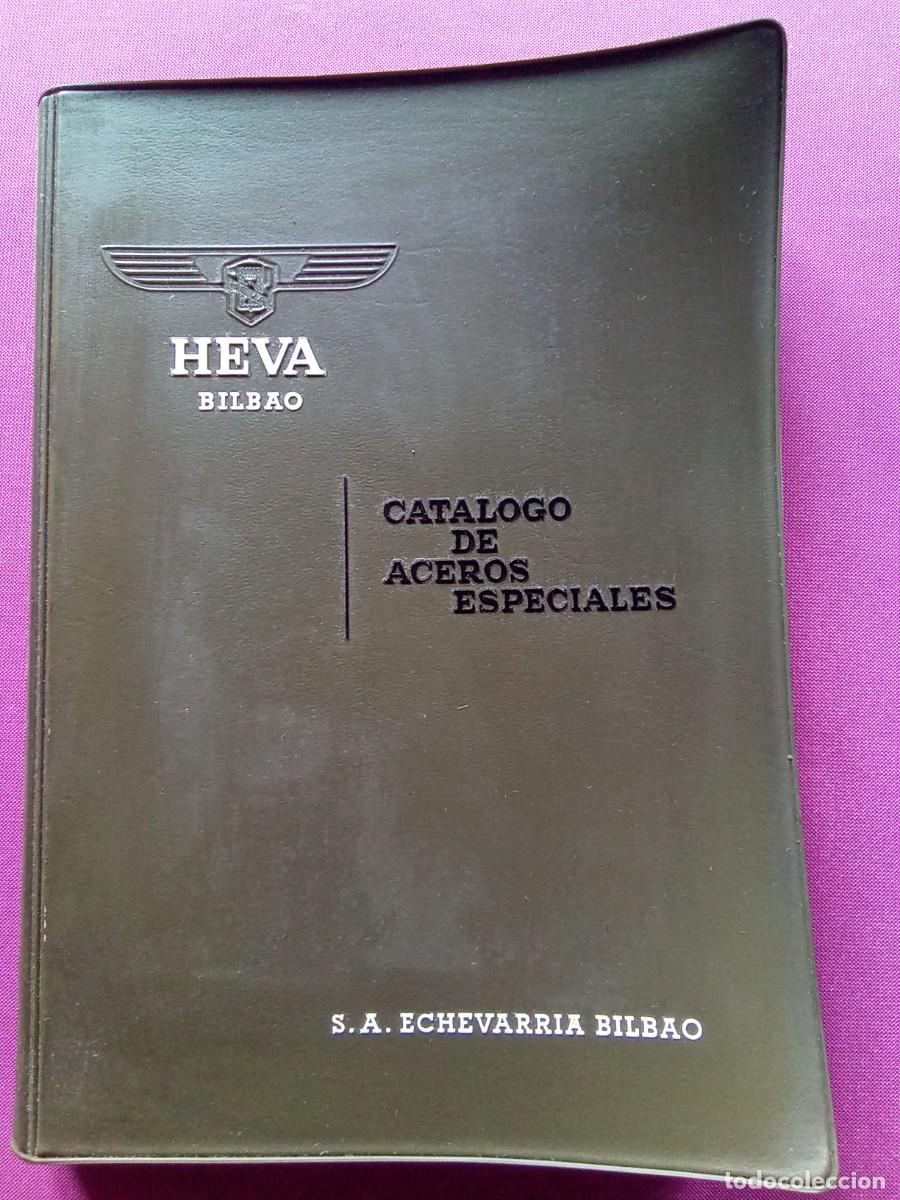 HEVA
BILBAO
CATALOGO
DE
ACEROS
ESPECIALES
S.A. ECHEVARRIA BILBAO
todocoleccion